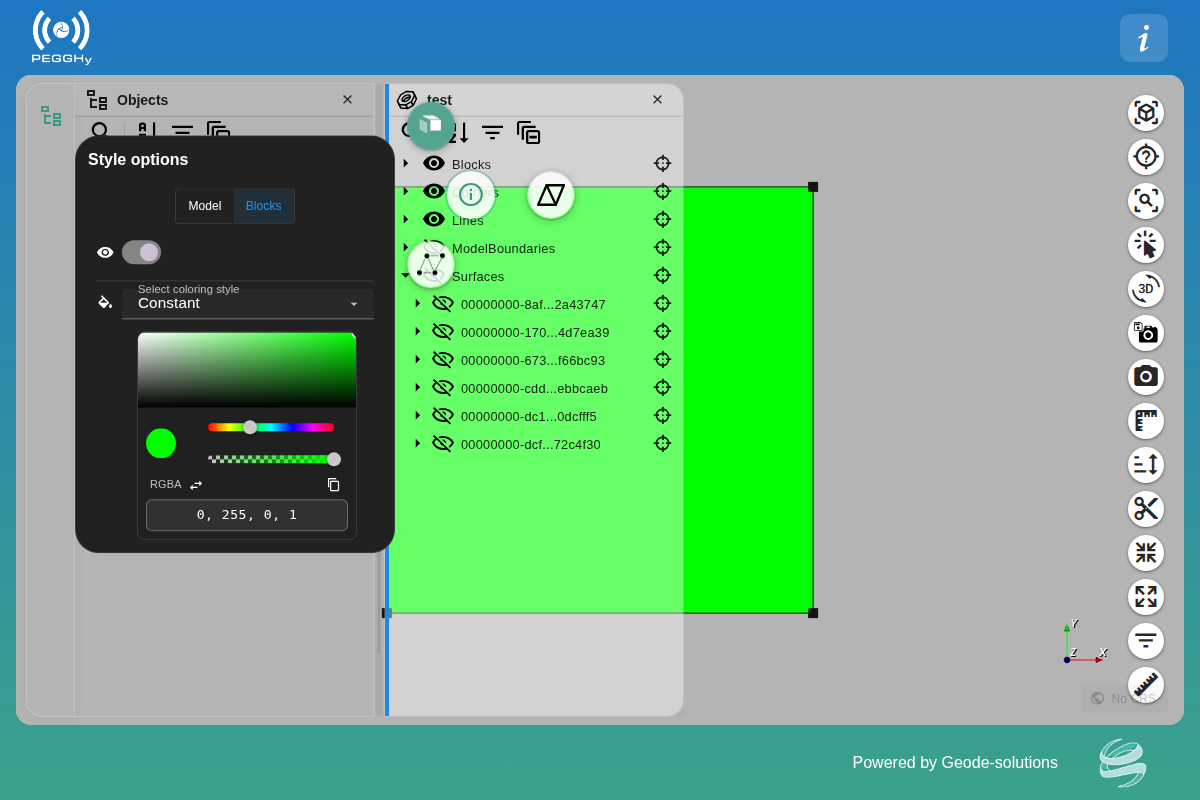 PEGGHy
i
Objects
test
Style options
Model
Blocks
Select coloring style
Constant
RGBA
0, 255, 0, 1
Blocks
Lines
ModelBoundaries
Surfaces
00000000-8af...2a43747
00000000-170...4d7ea39
00000000-673...f66bc93
00000000-cdd...ebbcaeb
00000000-dc1...0dcfff5
00000000-dcf...72c4f30
3D
Y
Z
X
No CRS
Powered by Geode-solutions